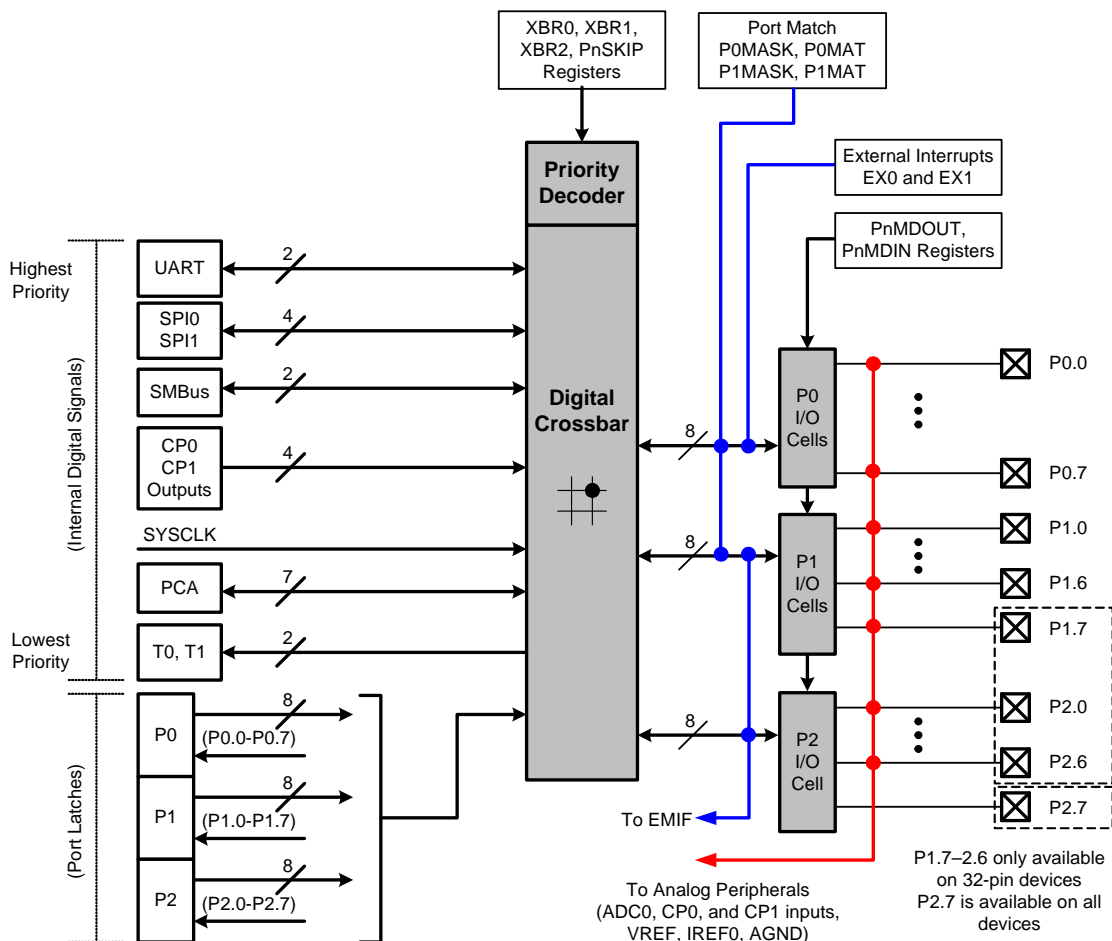 XBR0, XBR1,
XBR2, PnSKIP
Registers
Port Match
P0MASK, P0MAT
P1MASK, P1MAT
External Interrupts
EX0 and EX1
PnMDOUT,
PnMDIN Registers
Priority
Decoder
Digital
Crossbar
Highest
Priority
(Internal Digital Signals)
Lowest
Priority
(Port Latches)
UART
2
SPI0
SPI1
4
SMBus
2
CP0
CP1
Outputs
4
SYSCLK
PCA
7
T0, T1
2
P0
8
(P0.0-P0.7)
P1
8
(P1.0-P1.7)
P2
8
(P2.0-P2.7)
8
8
8
P0
I/O
Cells
P1
I/O
Cells
P2
I/O
Cell
P0.0
P0.7
P1.0
P1.6
P1.7
P2.0
P2.6
P2.7
To EMIF
To Analog Peripherals
(ADC0, CP0, and CP1 inputs,
VREF, IREF0, AGND)
P1.7–2.6 only available
on 32-pin devices
P2.7 is available on all
devices